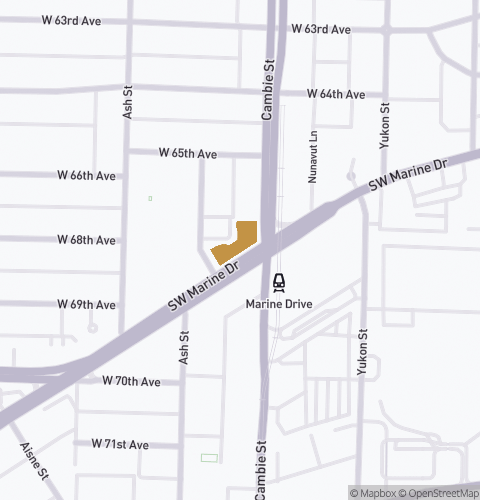 W 63rd Ave
W 63rd Ave
Cambie St
Ash St
W 64th Ave
Yukon St
Nunavut Ln
W 65th Ave
W 66th Ave
SW Marine Dr
W 68th Ave
SW Marine Dr
W 69th Ave
Marine Drive
Ash St
Yukon St
W 70th Ave
W 71st Ave
Aisne St
Cambie St
© Mapbox © OpenStreetMap